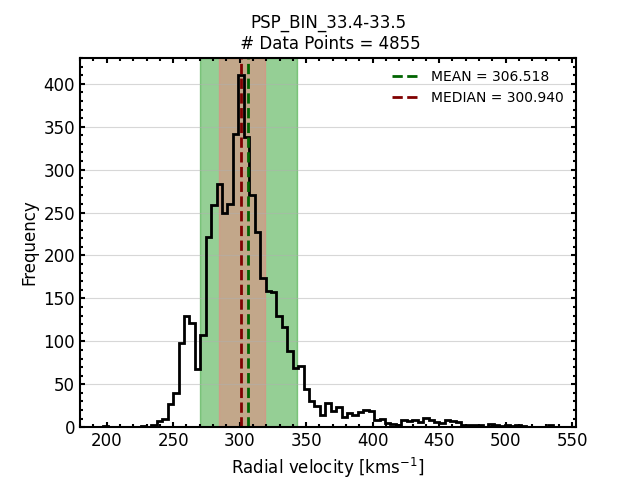 PSP_BIN_33.4-33.5
# Data Points = 4855
MEAN = 306.518
MEDIAN = 300.940
Frequency
400
350
300
250
200
150
100
50
0
200 250 300 350 400 450 500 550
Radial velocity [kms⁻¹]